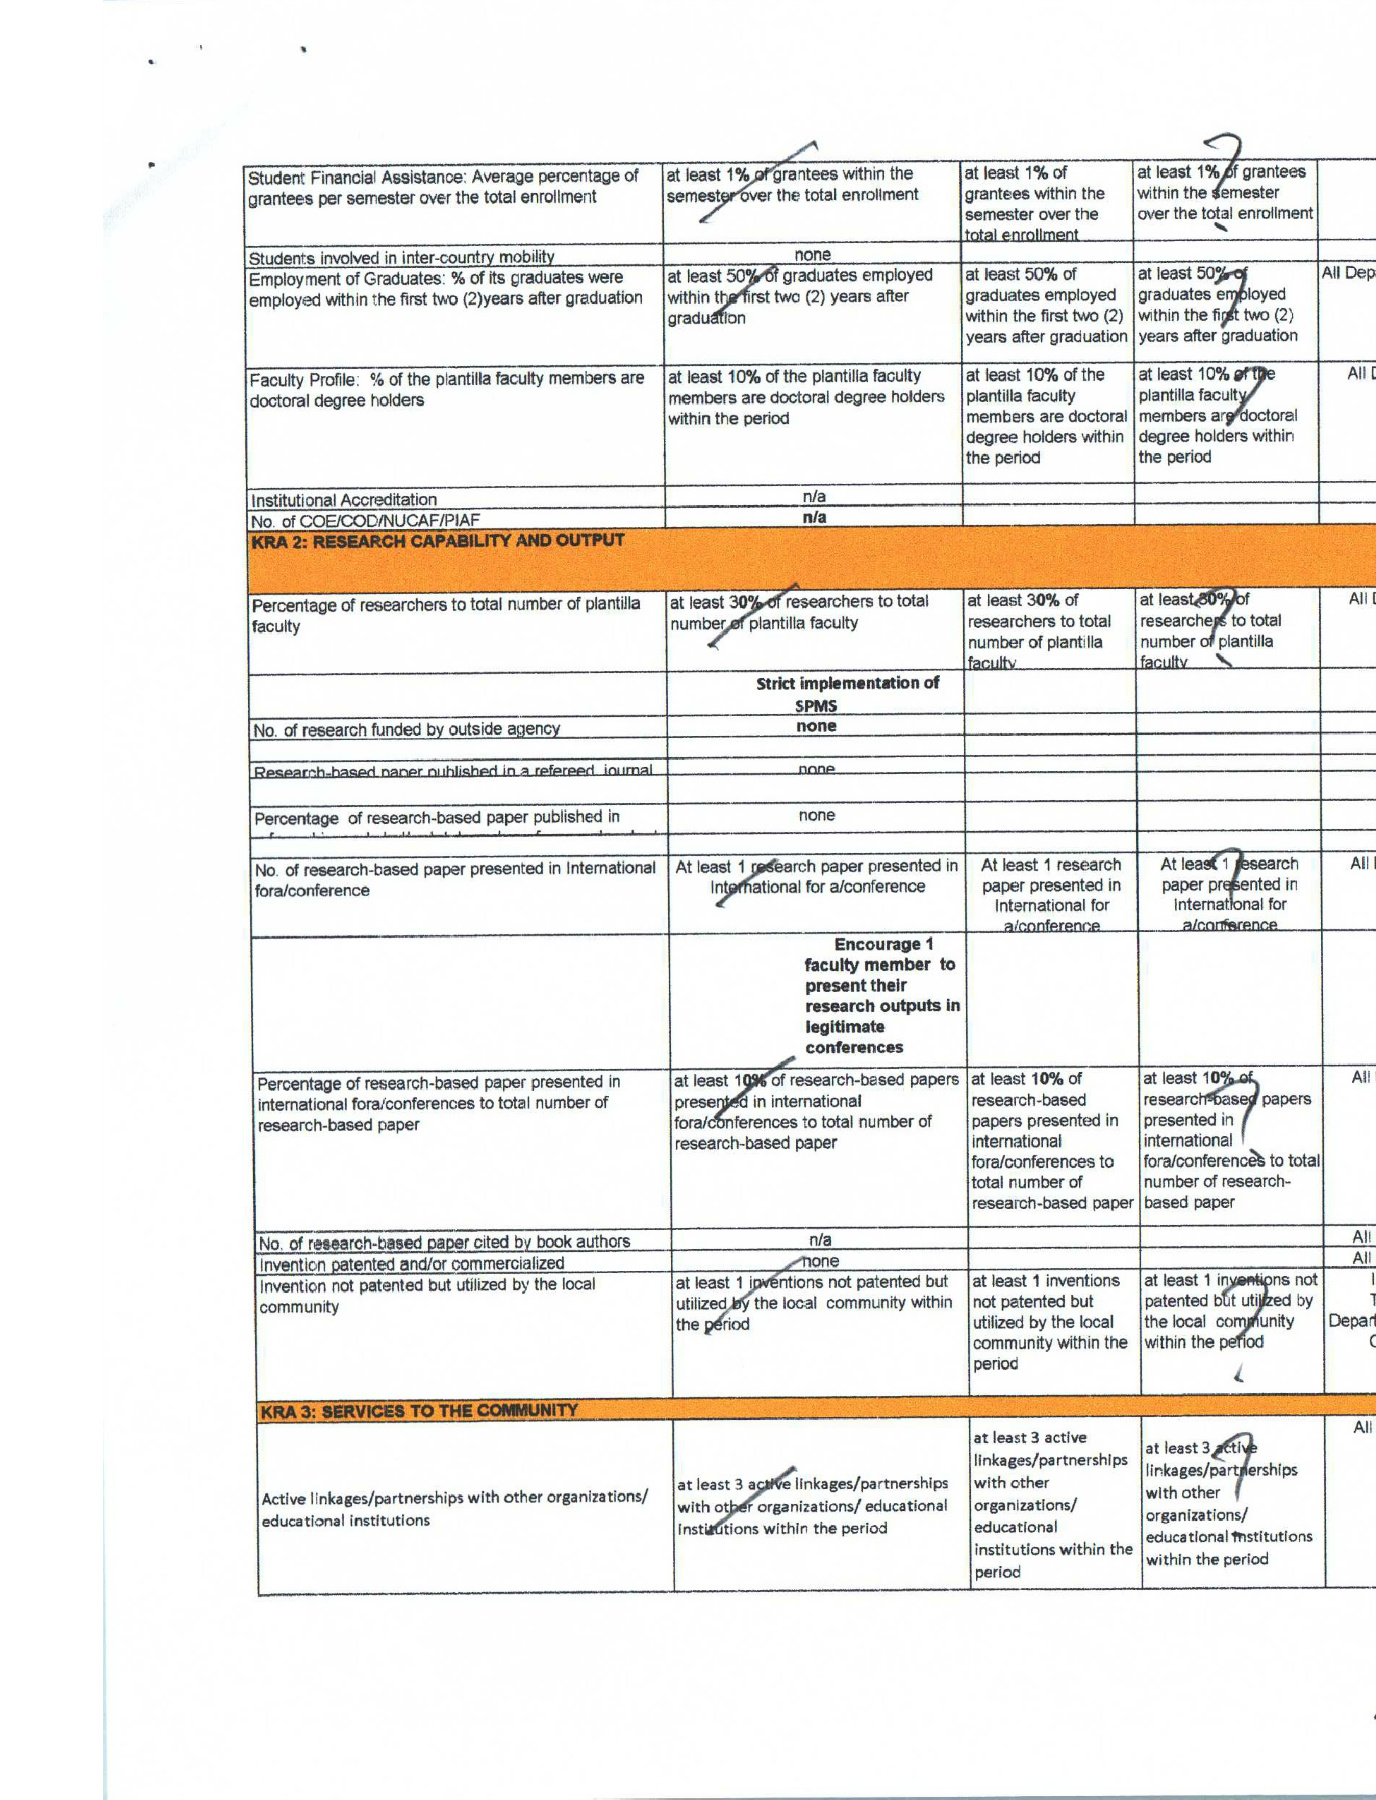 Student Financial Assistance: Average percentage of
grantees per semester over the total enrollment
at least 1% of grantees within the
semester over the total enrollment
at least 1% of
grantees within the
semester over the
total enrollment
at least 1% of grantees
within the semester
over the total enrollment
Students involved in inter-country mobility
none
Employment of Graduates: % of its graduates were
employed within the first two (2)years after graduation
at least 50% of graduates employed
within the first two (2) years after
graduation
at least 50% of
graduates employed
within the first two (2)
years after graduation
at least 50% of
graduates employed
within the first two (2)
years after graduation
All Dep
Faculty Profile: % of the plantilla faculty members are
doctoral degree holders
at least 10% of the plantilla faculty
members are doctoral degree holders
within the period
at least 10% of the
plantilla faculty
members are doctoral
degree holders within
the period
at least 10% of the
plantilla faculty
members are doctoral
degree holders within
the period
All D
Institutional Accreditation
n/a
No. of COE/COD/NUCAF/PIAF
n/a
KRA 2: RESEARCH CAPABILITY AND OUTPUT
Percentage of researchers to total number of plantilla
faculty
at least 30% of researchers to total
number of plantilla faculty
at least 30% of
researchers to total
number of plantilla
faculty
at least 30% of
researchers to total
number of plantilla
faculty
All D
Strict implementation of
SPMS
No. of research funded by outside agency
none
Research-based paper published in a refereed journal
none
Percentage of research-based paper published in
none
No. of research-based paper presented in International
fora/conference
At least 1 research paper presented in
International for a/conference
At least 1 research
paper presented in
International for
a/conference
At least 1 research
paper presented in
International for
a/conference
All
Encourage 1
faculty member to
present their
research outputs in
legitimate
conferences
Percentage of research-based paper presented in
international fora/conferences to total number of
research-based paper
at least 10% of research-based papers
presented in international
fora/conferences to total number of
research-based paper
at least 10% of
research-based
papers presented in
international
fora/conferences to
total number of
research-based paper
at least 10% of
research-based papers
presented in
international
fora/conferences to total
number of research-
based paper
All
No. of research-based paper cited by book authors
n/a
All
Invention patented and/or commercialized
none
All
Invention not patented but utilized by the local
community
at least 1 inventions not patented but
utilized by the local community within
the period
at least 1 inventions
not patented but
utilized by the local
community within the
period
at least 1 inventions not
patented but utilized by
the local community
within the period
Depart
KRA 3: SERVICES TO THE COMMUNITY
Active linkages/partnerships with other organizations/
educational institutions
at least 3 active linkages/partnerships
with other organizations/ educational
institutions within the period
at least 3 active
linkages/partnerships
with other
organizations/
educational
institutions within the
period
at least 3 active
linkages/partnerships
with other
organizations/
educational institutions
within the period
All